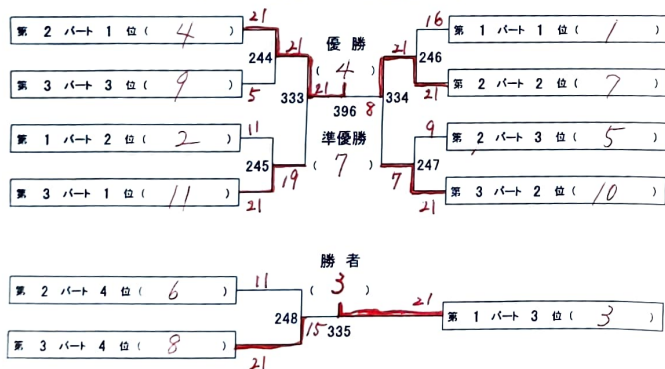 21 16
第 2 パート 1 位 ( 4 ) 優 勝 第 1 パート 1 位 ( 1 )
244 21 ( 4 ) 21 246
第 3 パート 3 位 ( 9 ) 第 2 パート 2 位 ( 7 )
5 333 21 396 8 334 21
11 準優勝 9
第 1 パート 2 位 ( 2 ) 第 2 パート 3 位 ( 5 )
245 ( 7 ) 247
第 3 パート 1 位 ( 11 ) 19 7 第 3 パート 2 位 ( 10 )
21 21
勝 者
第 2 パート 4 位 ( 6 ) 11 ( 3 ) 21
248 15 335 第 1 パート 3 位 ( 3 )
第 3 パート 4 位 ( 8 )
21